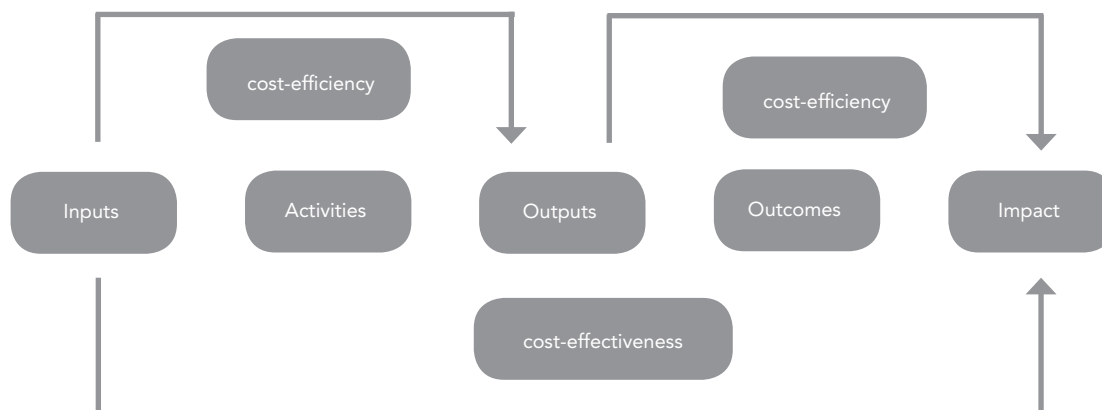 cost-efficiency
cost-efficiency
Inputs
Activities
Outputs
Outcomes
Impact
cost-effectiveness